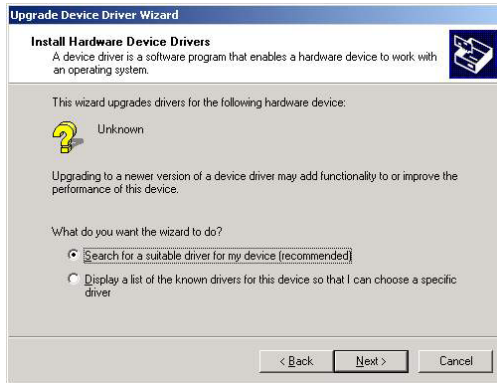 Upgrade Device Driver Wizard
Install Hardware Device Drivers
A device driver is a software program that enables a hardware device to work with
an operating system.
This wizard upgrades drivers for the following hardware device:
Unknown
Upgrading to a newer version of a device driver may add functionality to or improve the
performance of this device.
What do you want the wizard to do?
Search for a suitable driver for my device (recommended)
Display a list of the known drivers for this device so that I can choose a specific
driver
< Back
Next >
Cancel